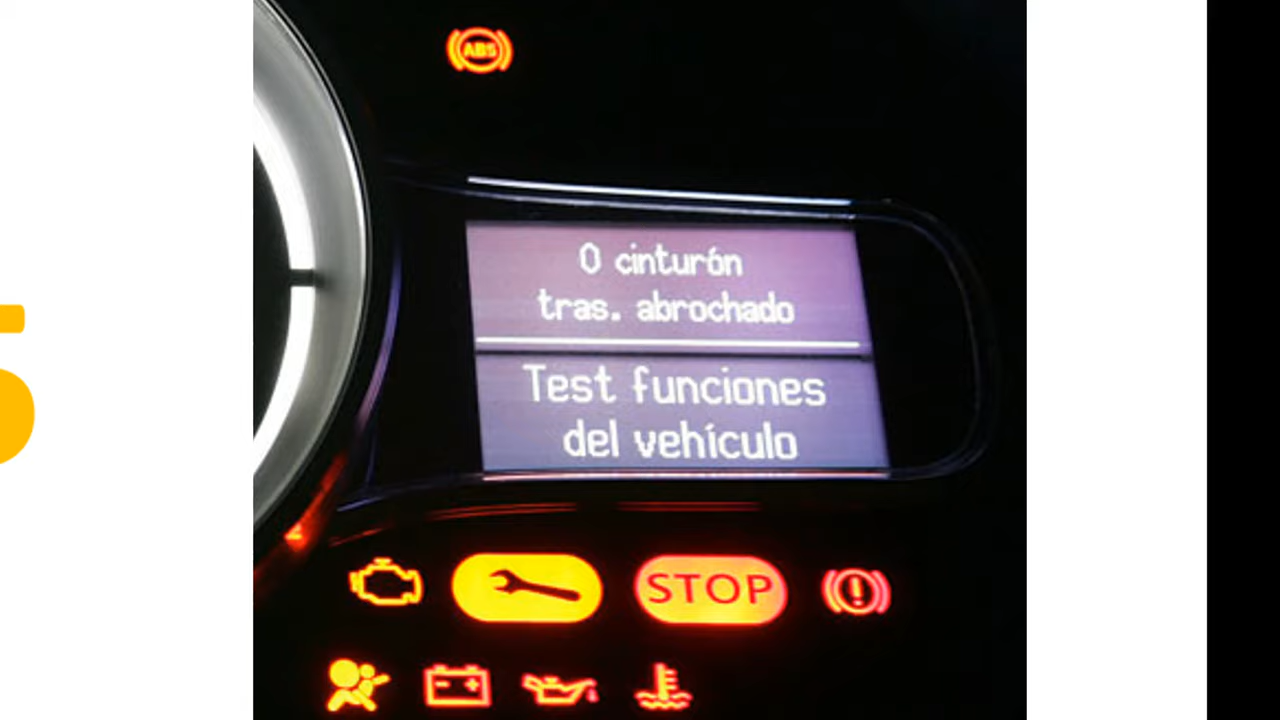 ABS
0 cinturón
tras. abrochado
Test funciones
del vehículo
STOP